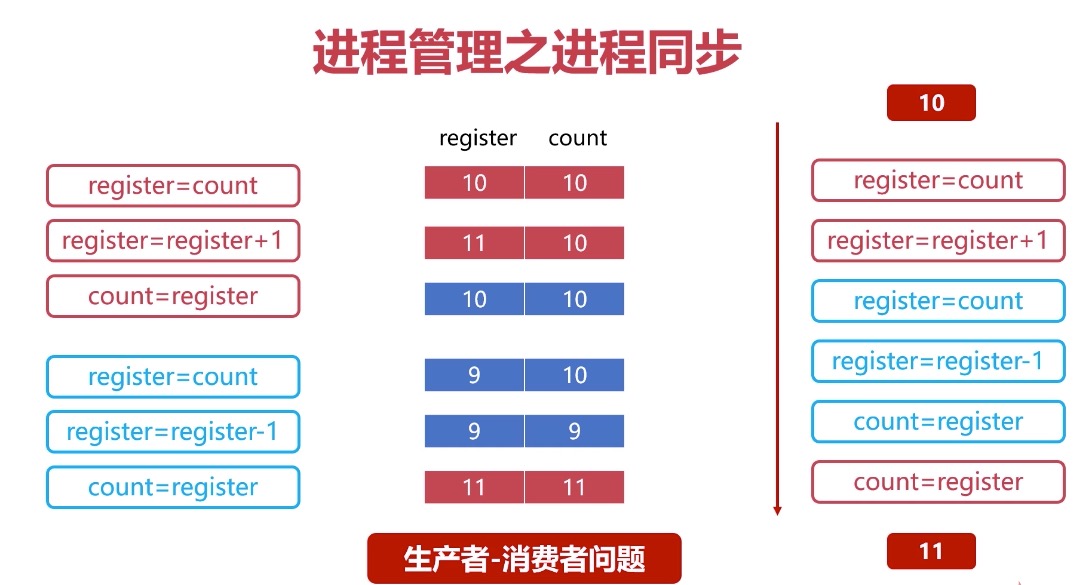 进程管理之进程同步
register=count
register=register+1
count=register
register=count
register=register-1
count=register
register count
10 10
11 10
10 10
9 10
9 9
11 11
生产者-消费者问题
10
register=count
register=register+1
register=count
register=register-1
count=register
count=register
11